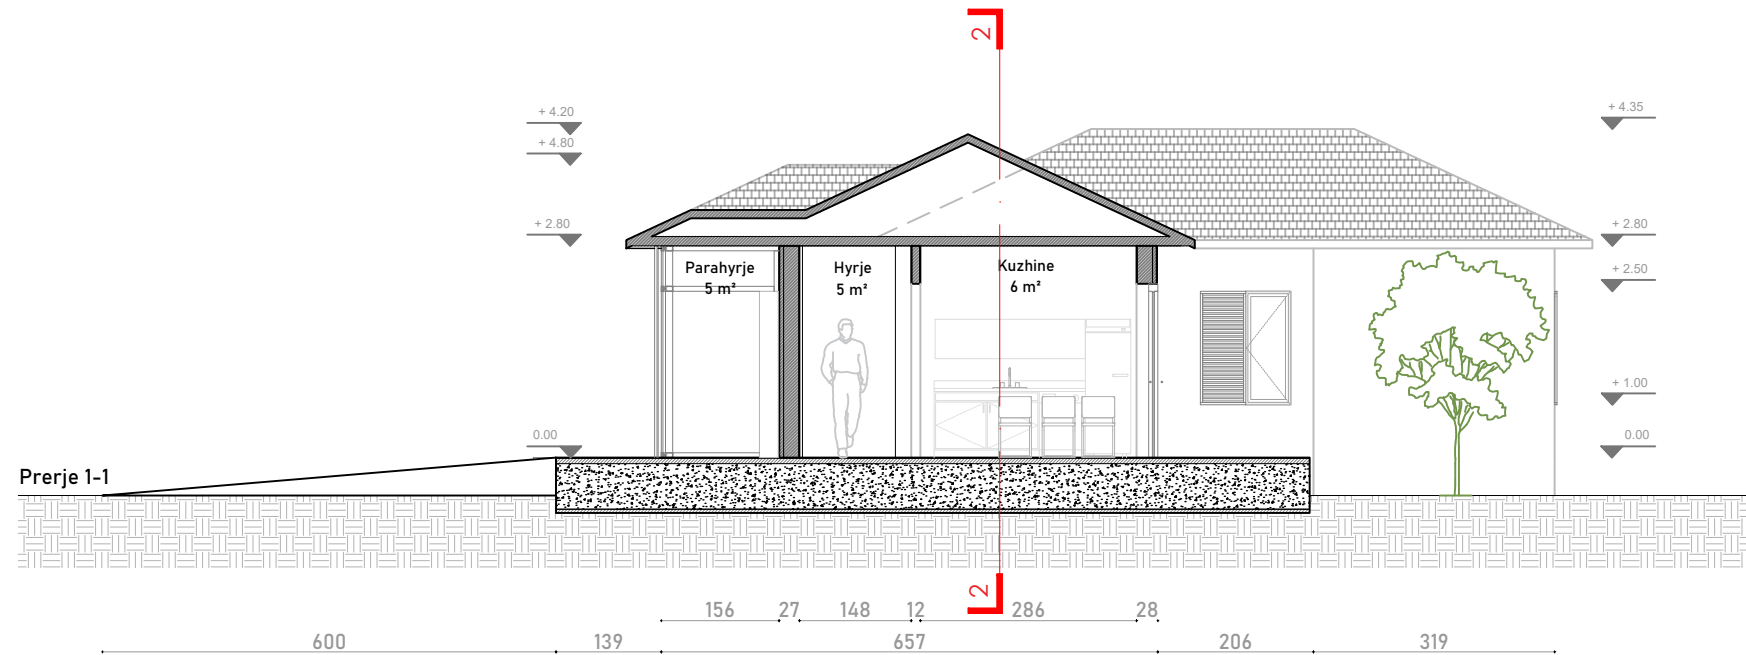 2
+ 4.20
+ 4.35
+ 4.80
+ 2.80
+ 2.80
Parahyrje
5 m²
Hyrje
5 m²
Kuzhine
6 m²
+ 2.50
+ 1.00
0.00
0.00
Prerje 1-1
2
156 27 148 12 286 28
600 139 657 206 319